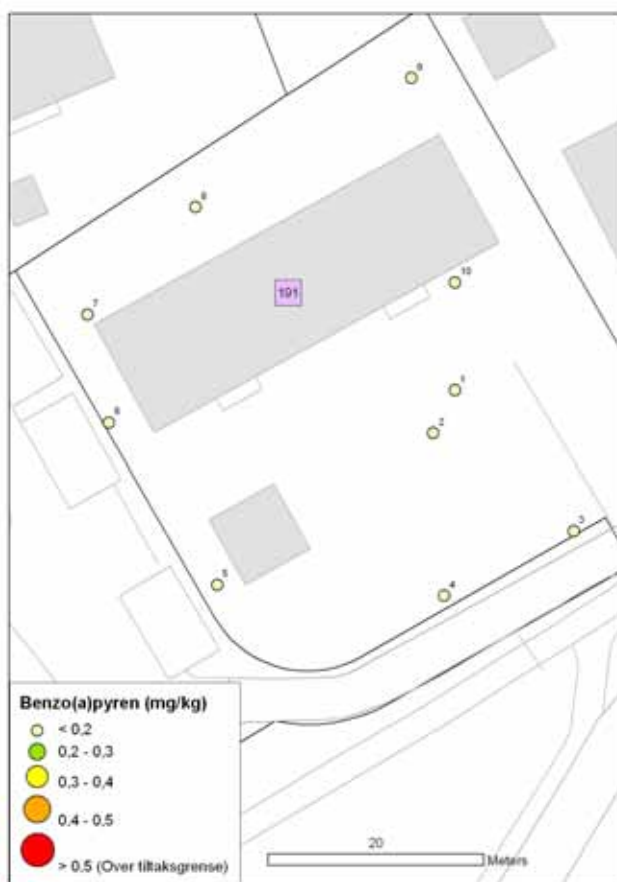 9
8
7
191
10
6
1
2
3
5
4
Benzo(a)pyren (mg/kg)
< 0,2
0,2 - 0,3
0,3 - 0,4
0.4 - 0.5
> 0.5 (Over tiltaksgrense)
20
Meters